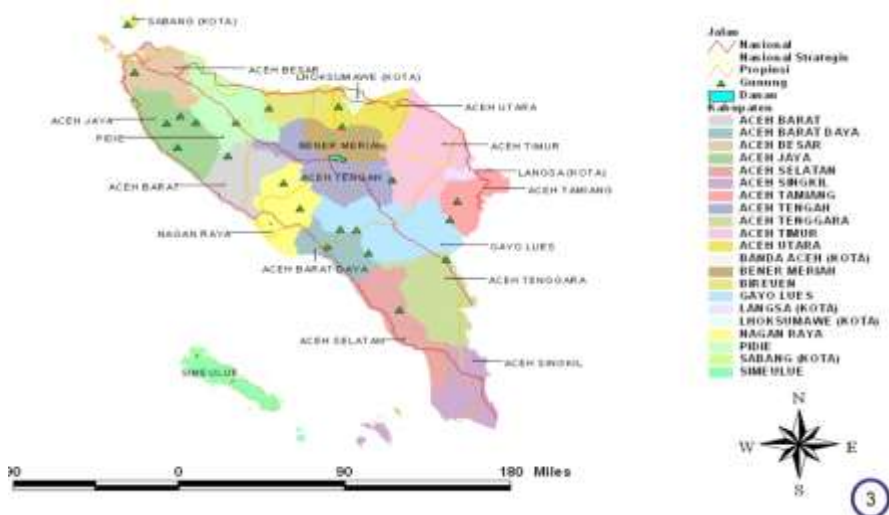 SABANG (KOTA)
ACEH BESAR
LHOKSUMAWE (KOTA)
ACEH UTARA
ACEH JAYA
PIDIE
BENER MERIAH
ACEH TIMUR
LANGSA (KOTA)
ACEH BARAT
ACEH TENGAH
ACEH TAMIANG
NAGAN RAYA
GAYO LUES
ACEH BARAT DAYA
ACEH TENGGARA
ACEH SELATAM
ACEH SINGKIL
SIMEULUE
90 0 90 180 Miles
Jalan
Nasional
Nasional Strategis
Propinsi
Gunung
Danau
Kabupaten
ACEH BARAT
ACEH BARAT DAYA
ACEH BESAR
ACEH JAYA
ACEH SELATAN
ACEH SINGKIL
ACEH TAMIANG
ACEH TENGAH
ACEH TENGGARA
ACEH TIMUR
ACEH UTARA
BANDA ACEH (KOTA)
BENER MERIAH
BIREUEN
GAYO LUES
LANGSA (KOTA)
LHOKSUMAWE (KOTA)
NAGAN RAYA
PIDIE
SABANG (KOTA)
SIMEULUE
N
W E
S
3